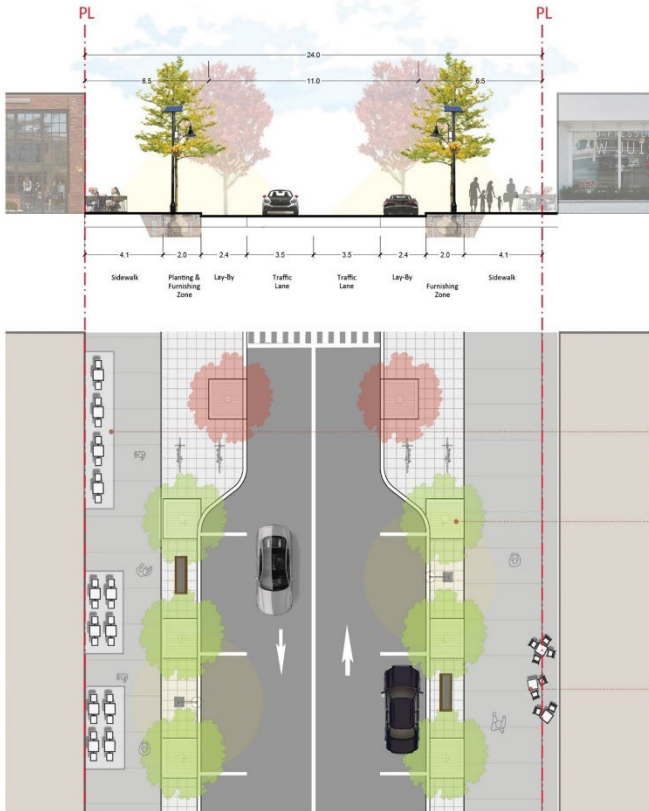 PL
PL
24.0
6.5
11.0
6.5
4.1
2.0
2.4
3.5
3.5
2.4
2.0
4.1
Sidewalk
Planting &
Furnishing
Zone
Lay-By
Traffic
Lane
Traffic
Lane
Lay-By
Furnishing
Zone
Sidewalk